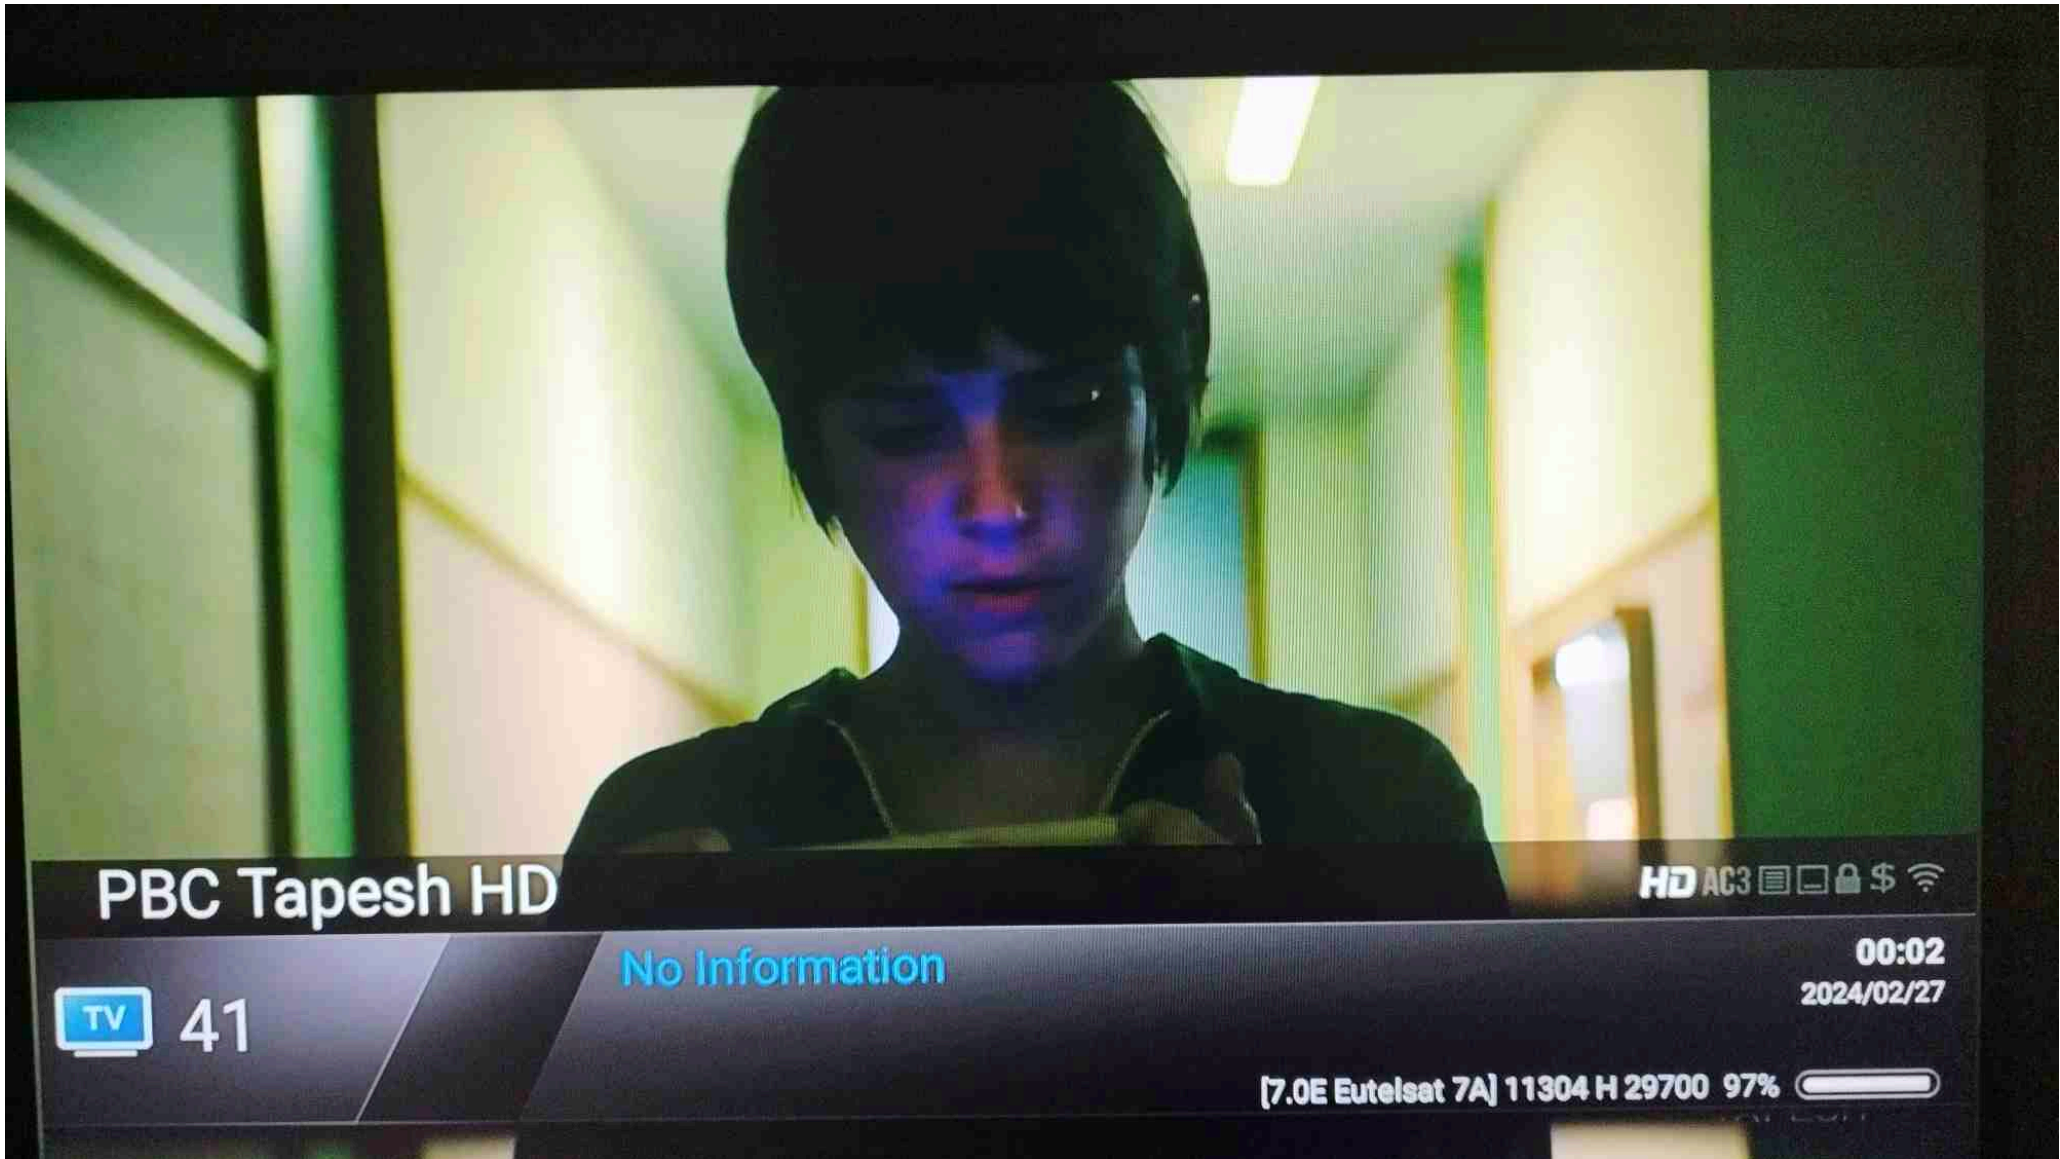 PBC Tapesh HD
HD AC3 $
TV 41
No Information
00:02
2024/02/27
[7.0E Eutelsat 7A] 11304 H 29700 97%